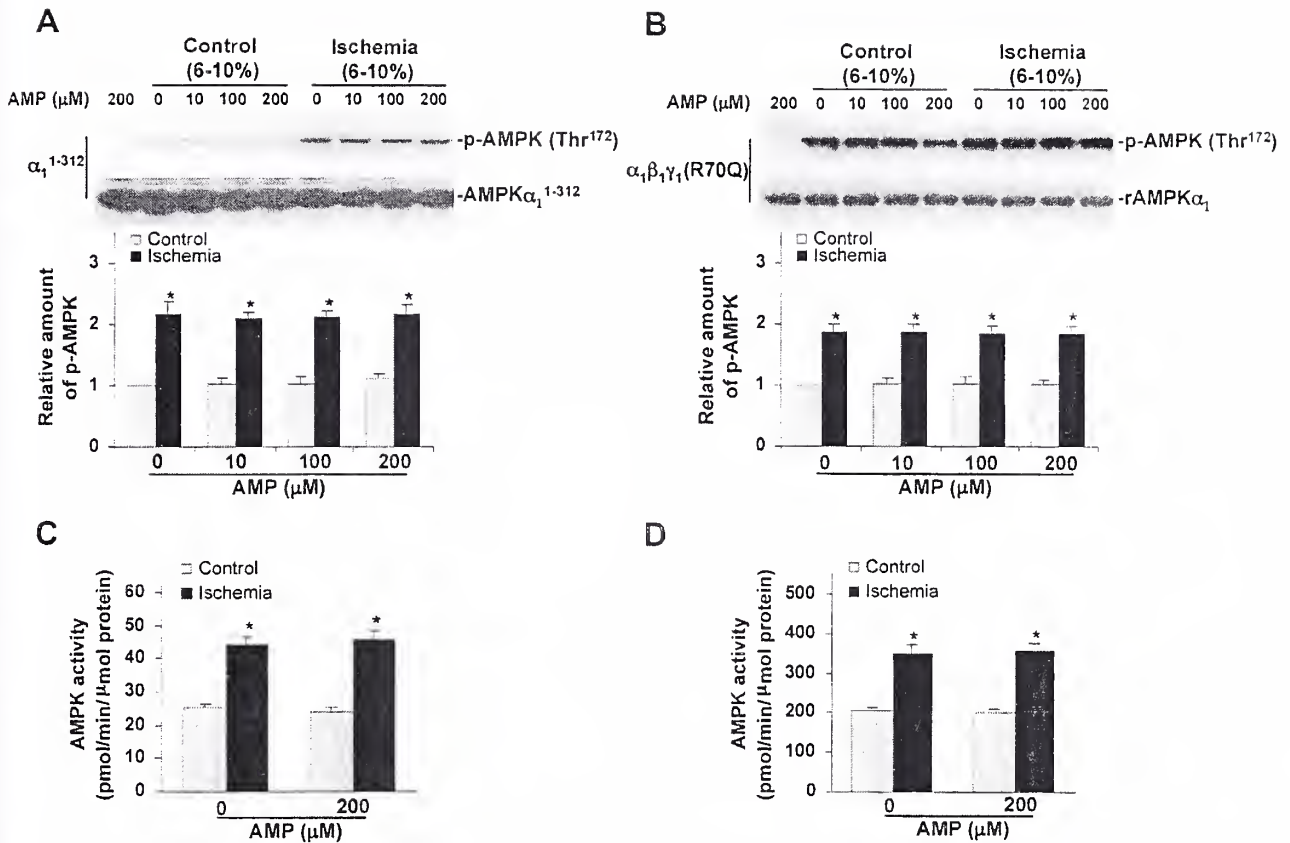 A
Control
(6-10%)
Ischemia
(6-10%)
AMP (μM) 200 0 10 100 200 0 10 100 200
-p-AMPK (Thr¹⁷²)
α₁¹⁻³¹²
-AMPKα₁¹⁻³¹²
Control
Ischemia
Relative amount
of p-AMPK
3
2
1
0
0 10 100 200
AMP (μM)
B
Control
(6-10%)
Ischemia
(6-10%)
AMP (μM) 200 0 10 100 200 0 10 100 200
-p-AMPK (Thr¹⁷²)
α₁β₁γ₁(R70Q)
-rAMPKα₁
Control
Ischemia
Relative amount
of p-AMPK
3
2
1
0
* * * *
* * * *
0 10 100 200
AMP (μM)
C
Control
Ischemia
AMPK activity
(pmol/min/μmol protein)
60
50
40
30
20
10
0
* *
0 200
AMP (μM)
D
Control
Ischemia
AMPK activity
(pmol/min/μmol protein)
500
400
300
200
100
0
* *
0 200
AMP (μM)